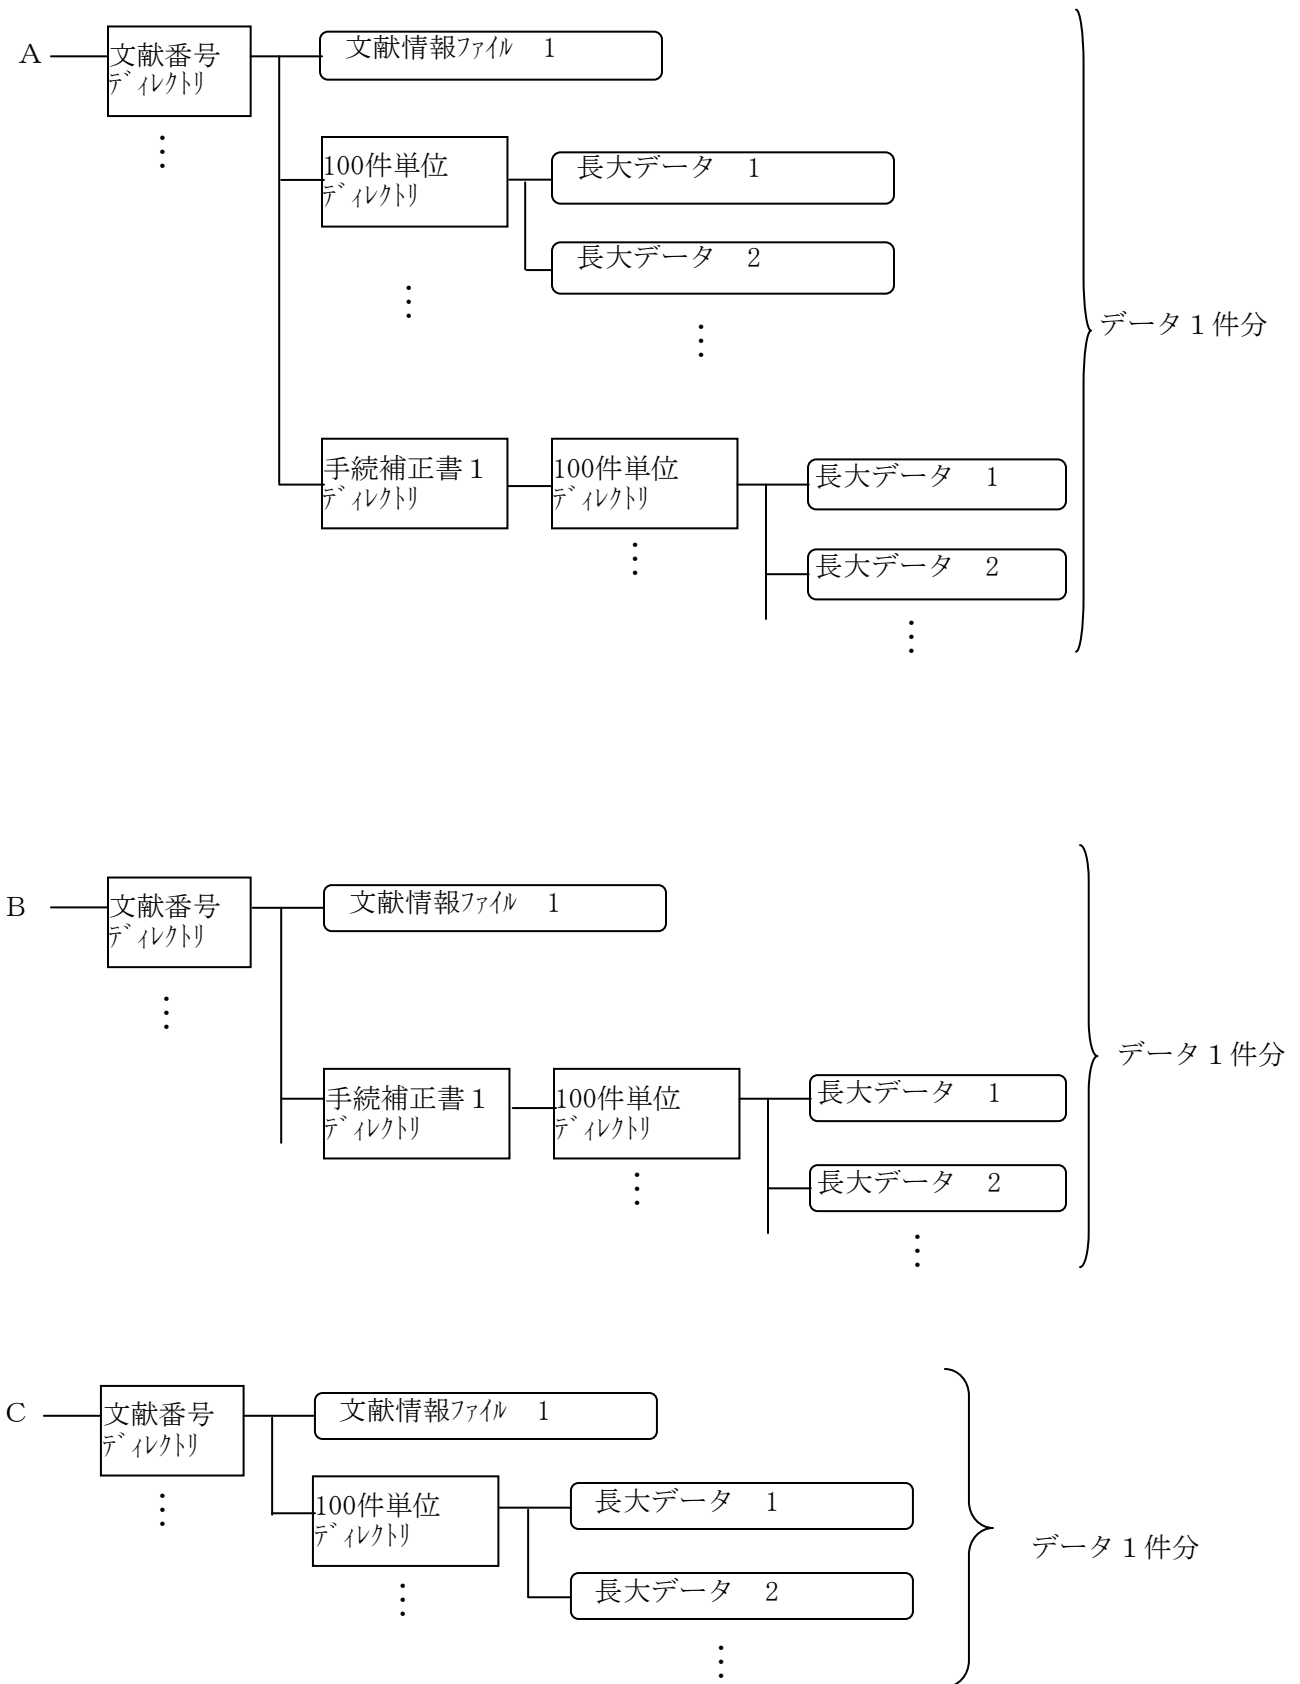 A
文献番号
ﾃﾞｨﾚｸﾄﾘ
⋮
文献情報ﾌｧｲﾙ　1
100件単位
ﾃﾞｨﾚｸﾄﾘ
⋮
長大データ　1
長大データ　2
⋮
手続補正書１
ﾃﾞｨﾚｸﾄﾘ
100件単位
ﾃﾞｨﾚｸﾄﾘ
⋮
長大データ　1
長大データ　2
⋮
データ１件分
B
文献番号
ﾃﾞｨﾚｸﾄﾘ
⋮
文献情報ﾌｧｲﾙ　1
手続補正書１
ﾃﾞｨﾚｸﾄﾘ
100件単位
ﾃﾞｨﾚｸﾄﾘ
⋮
長大データ　1
長大データ　2
⋮
データ１件分
C
文献番号
ﾃﾞｨﾚｸﾄﾘ
⋮
文献情報ﾌｧｲﾙ　1
100件単位
ﾃﾞｨﾚｸﾄﾘ
⋮
長大データ　1
長大データ　2
⋮
データ１件分